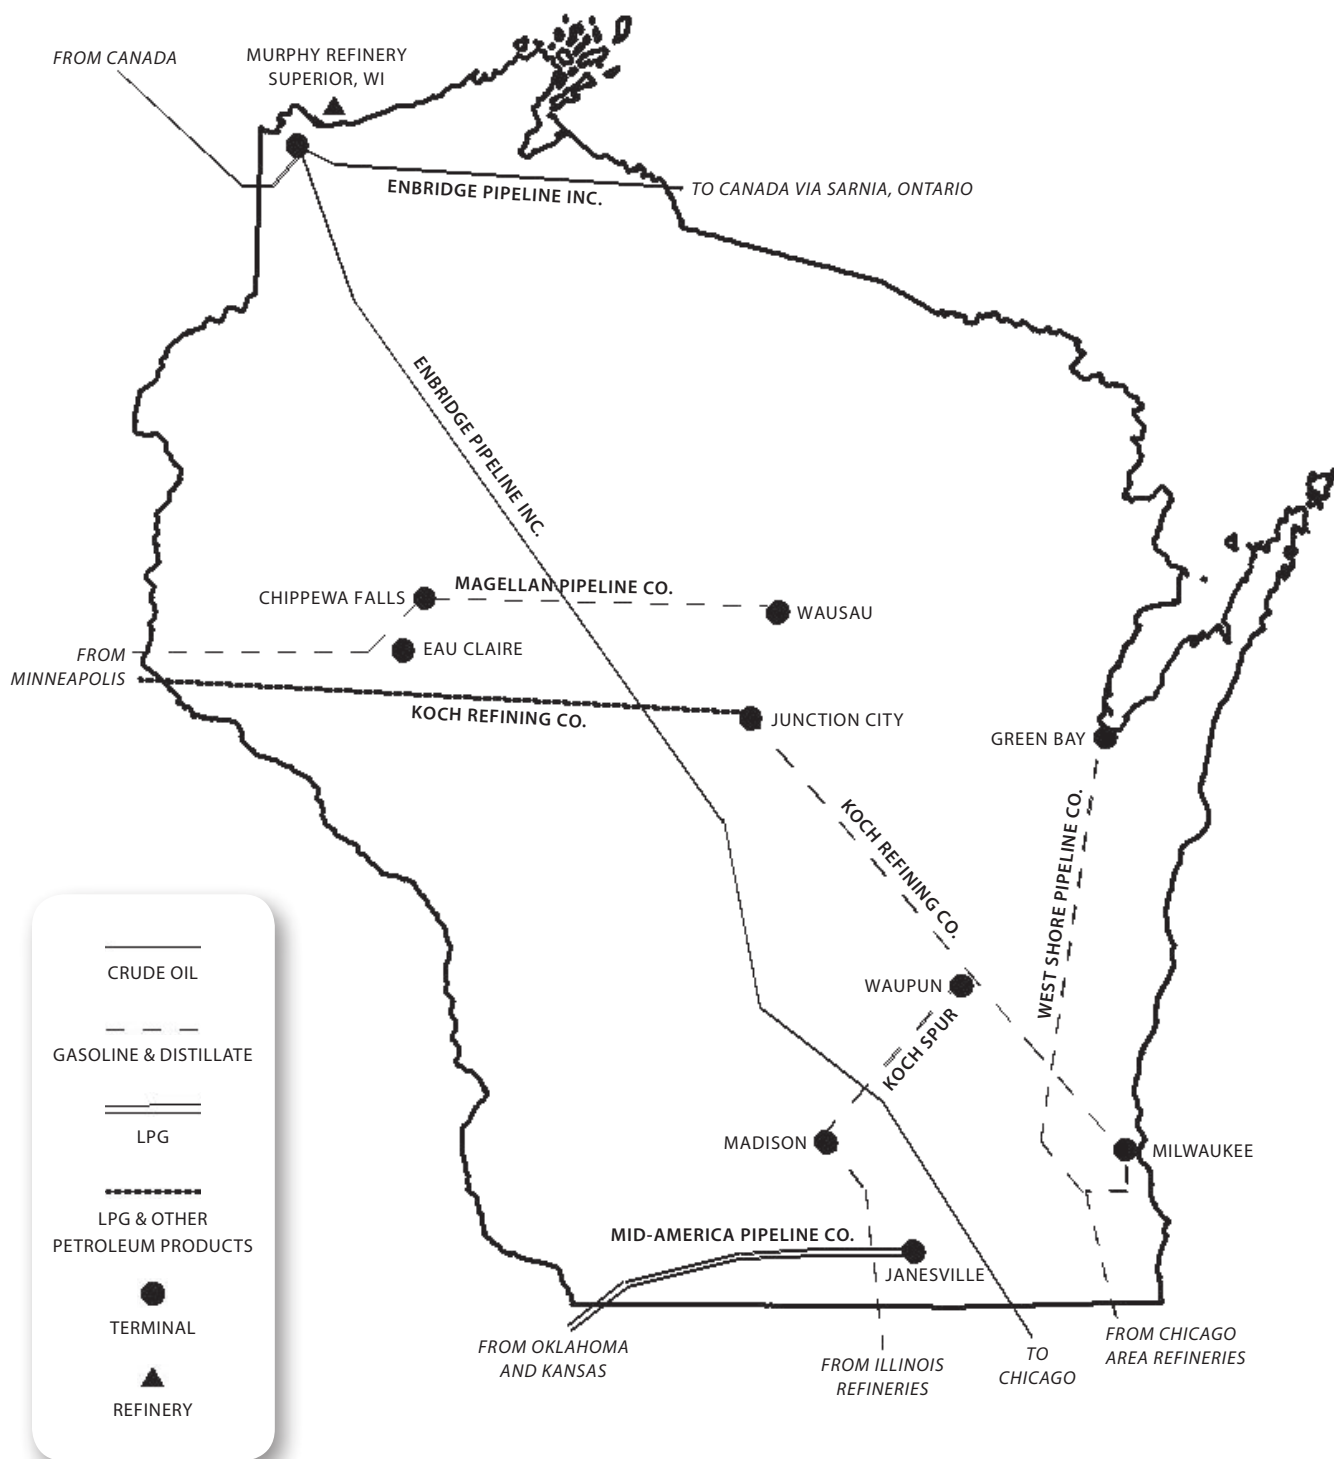 FROM CANADA
MURPHY REFINERY
SUPERIOR, WI
ENBRIDGE PIPELINE INC.
TO CANADA VIA SARNIA, ONTARIO
ENBRIDGE PIPELINE INC.
MAGELLAN PIPELINE CO.
CHIPPEWA FALLS
WAUSAU
EAU CLAIRE
FROM
MINNEAPOLIS
KOCH REFINING CO.
JUNCTION CITY
GREEN BAY
KOCH REFINING CO.
WEST SHORE PIPELINE CO.
WAUPUN
KOCH SPUR
MADISON
MILWAUKEE
MID-AMERICA PIPELINE CO.
JANESVILLE
FROM OKLAHOMA
AND KANSAS
FROM ILLINOIS
REFINERIES
TO
CHICAGO
FROM CHICAGO
AREA REFINERIES
CRUDE OIL
GASOLINE & DISTILLATE
LPG
LPG & OTHER
PETROLEUM PRODUCTS
TERMINAL
REFINERY